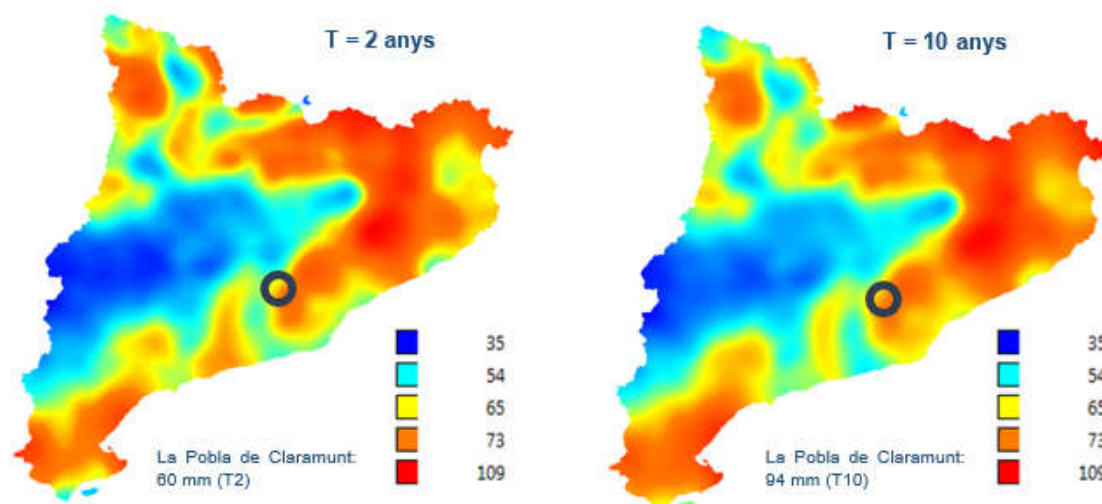 T = 2 anys
35
54
65
73
109
La Pobla de Claramunt:
60 mm (T2)
T = 10 anys
35
54
65
73
109
La Pobla de Claramunt:
94 mm (T10)